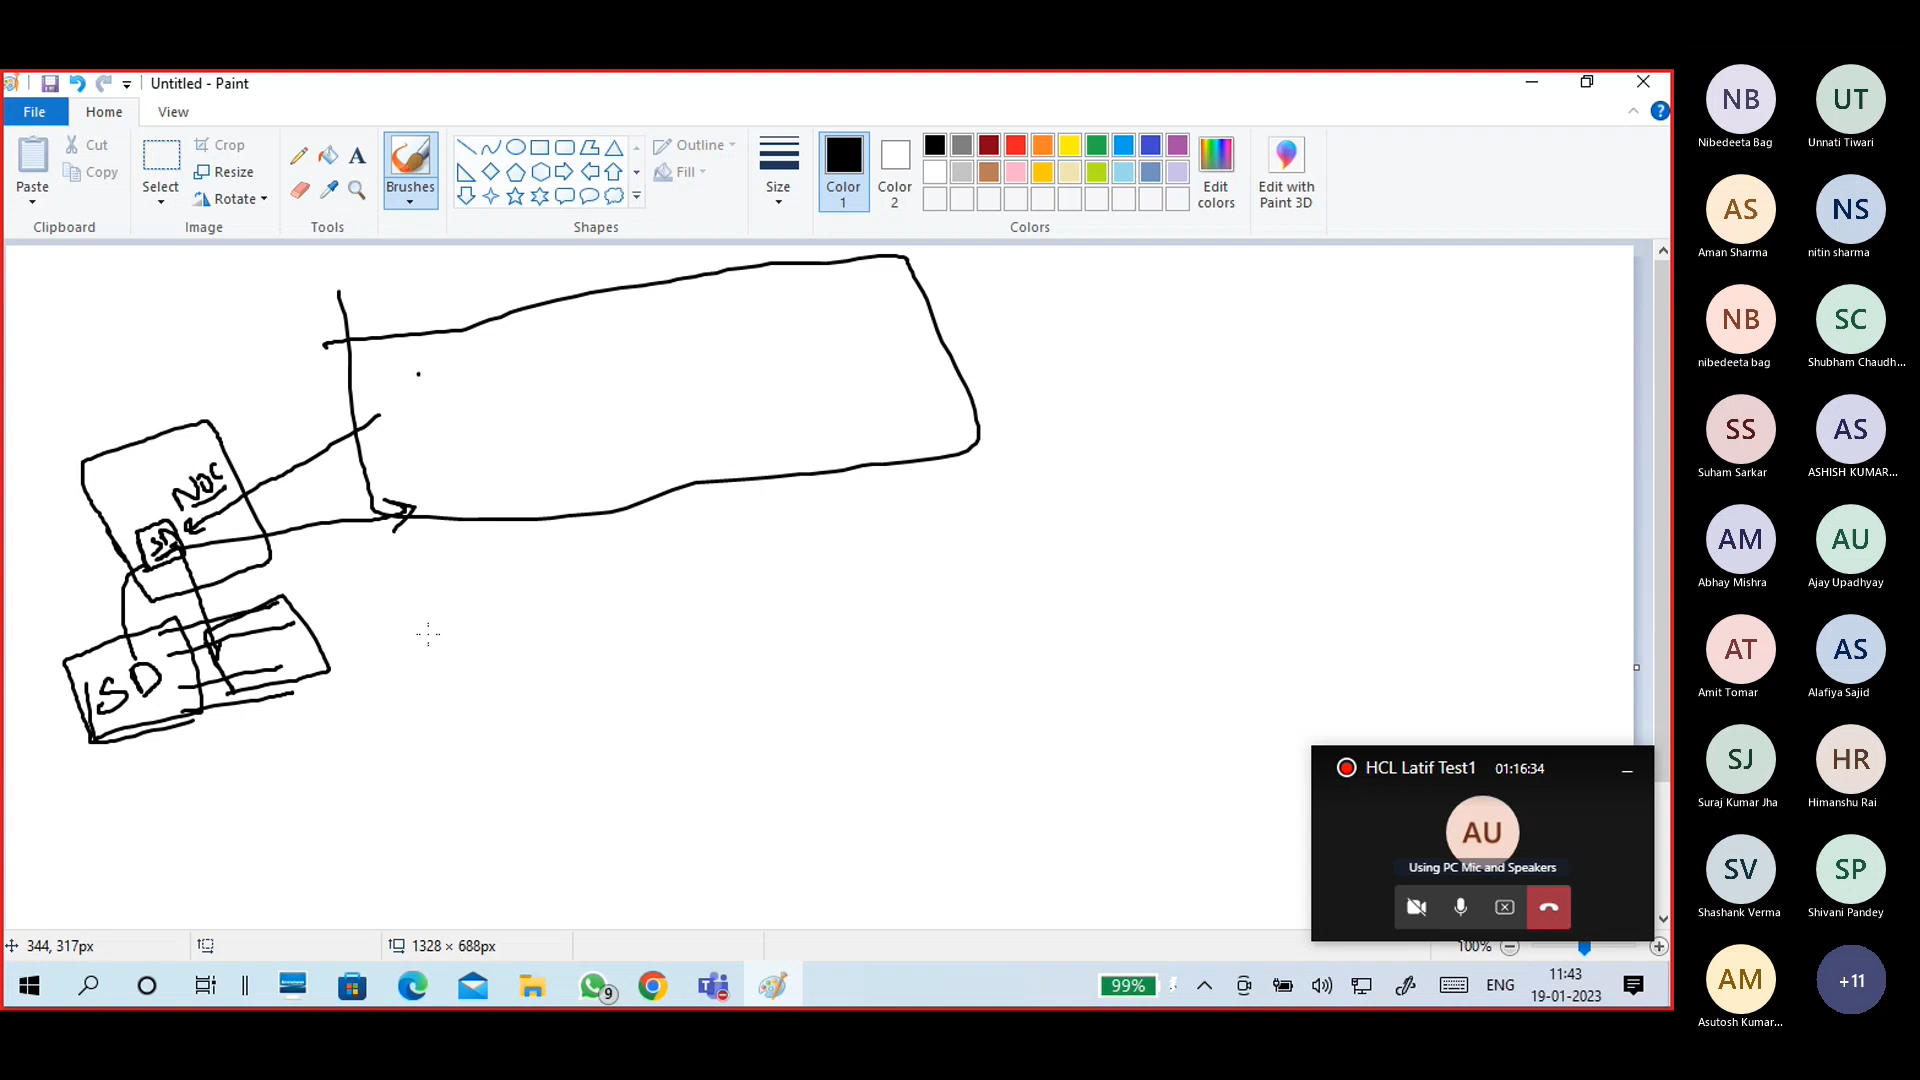 Untitled - Paint
File Home View
Paste
Cut
Copy
Clipboard
Select
Crop
Resize
Rotate
Image
A
Tools
Brushes
Shapes
Outline
Fill
Size
Color 1
Color 2
Edit colors
Colors
Edit with Paint 3D
?
NOC
SD
SD
HCL Latif Test1 01:16:34
AU
Using PC Mic and Speakers
344, 317px
1328 × 688px
100%
9
99%
ENG
11:43
19-01-2023
NB
Nibedeeta Bag
UT
Unnati Tiwari
AS
Aman Sharma
NS
nitin sharma
NB
nibedeeta bag
SC
Shubham Chaudh...
SS
Suham Sarkar
AS
ASHISH KUMAR...
AM
Abhay Mishra
AU
Ajay Upadhyay
AT
Amit Tomar
AS
Alafiya Sajid
SJ
Suraj Kumar Jha
HR
Himanshu Rai
SV
Shashank Verma
SP
Shivani Pandey
AM
Asutosh Kumar...
+11